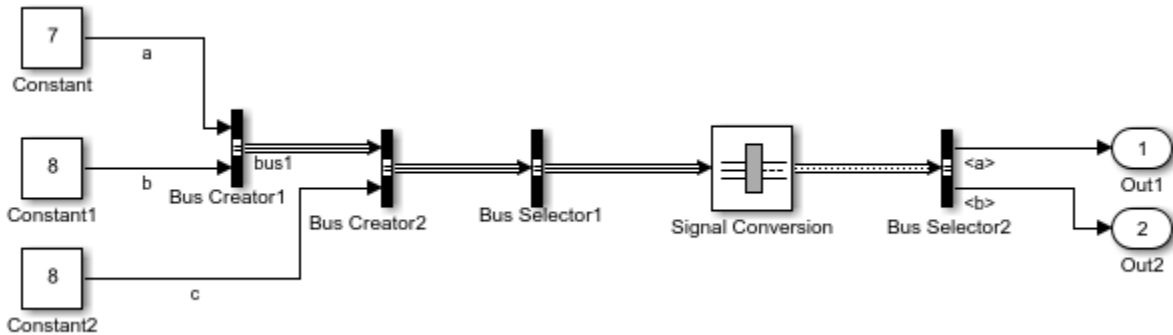 7
Constant
a
8
Constant1
b
Bus Creator1
bus1
8
Constant2
c
Bus Creator2
Bus Selector1
Signal Conversion
Bus Selector2
<a>
<b>
1
Out1
2
Out2